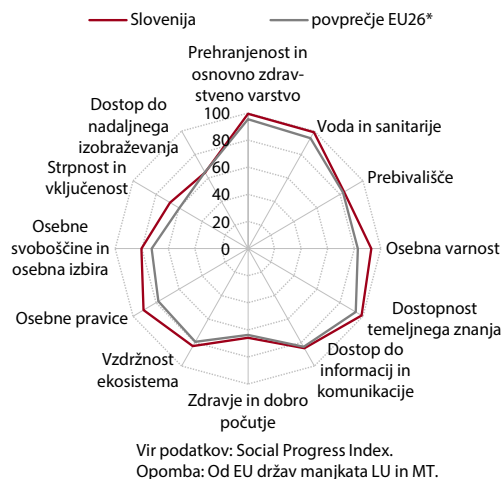 Slovenija
povprečje EU26*
Prehranjenost in
osnovno zdrav-
stveno varstvo
Voda in sanitarije
Prebivališče
Osebna varnost
Dostopnost
temeljnega znanja
Dostop do
informacij in
komunikacije
Zdravje in dobro
počutje
Vzdržnost
ekosistema
Osebne pravice
Osebne
svoboščine in
osebna izbira
Strpnost in
vključenost
Dostop do
nadaljnega
izobraževanja
100
80
60
40
20
0
Vir podatkov: Social Progress Index.
Opomba: Od EU držav manjkata LU in MT.